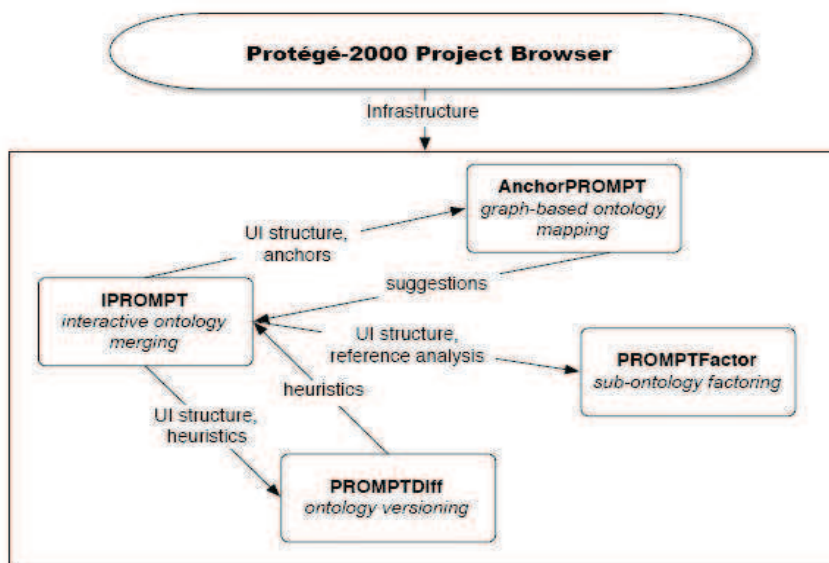 Protégé-2000 Project Browser
Infrastructure
AnchorPROMPT
graph-based ontology
mapping
UI structure,
anchors
suggestions
IPROMPT
interactive ontology
merging
UI structure,
reference analysis
PROMPTFactor
sub-ontology factoring
heuristics
UI structure,
heuristics
PROMPTDiff
ontology versioning